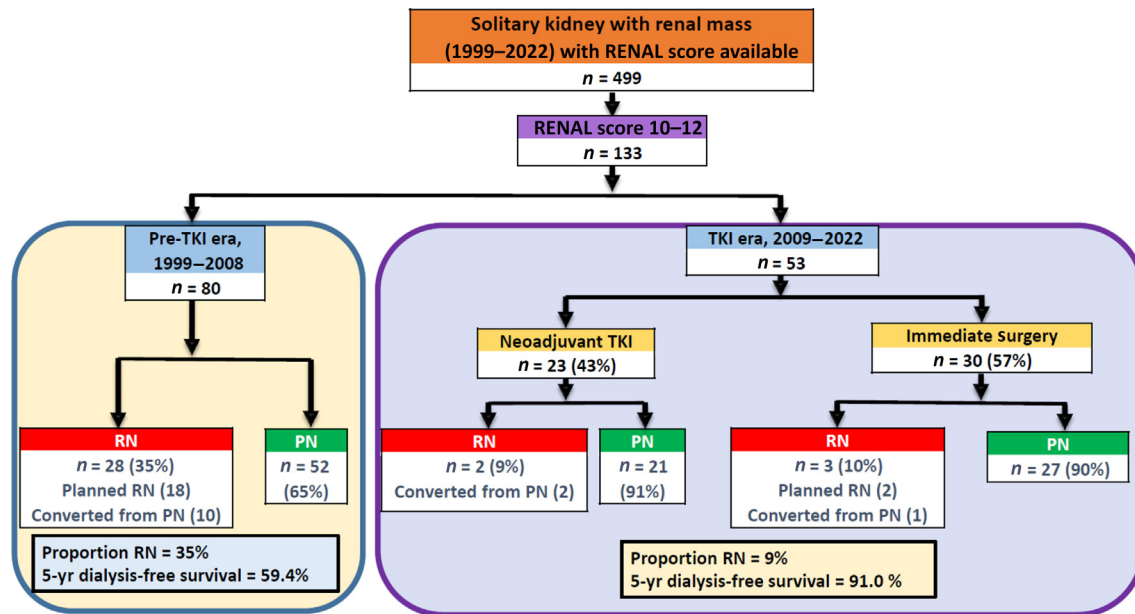 Solitary kidney with renal mass
(1999–2022) with RENAL score available
n = 499
RENAL score 10–12
n = 133
Pre-TKI era,
1999–2008
n = 80
TKI era, 2009–2022
n = 53
Neoadjuvant TKI
n = 23 (43%)
Immediate Surgery
n = 30 (57%)
RN
n = 28 (35%)
Planned RN (18)
Converted from PN (10)
PN
n = 52
(65%)
RN
n = 2 (9%)
Converted from PN (2)
PN
n = 21
(91%)
RN
n = 3 (10%)
Planned RN (2)
Converted from PN (1)
PN
n = 27 (90%)
Proportion RN = 35%
5-yr dialysis-free survival = 59.4%
Proportion RN = 9%
5-yr dialysis-free survival = 91.0 %